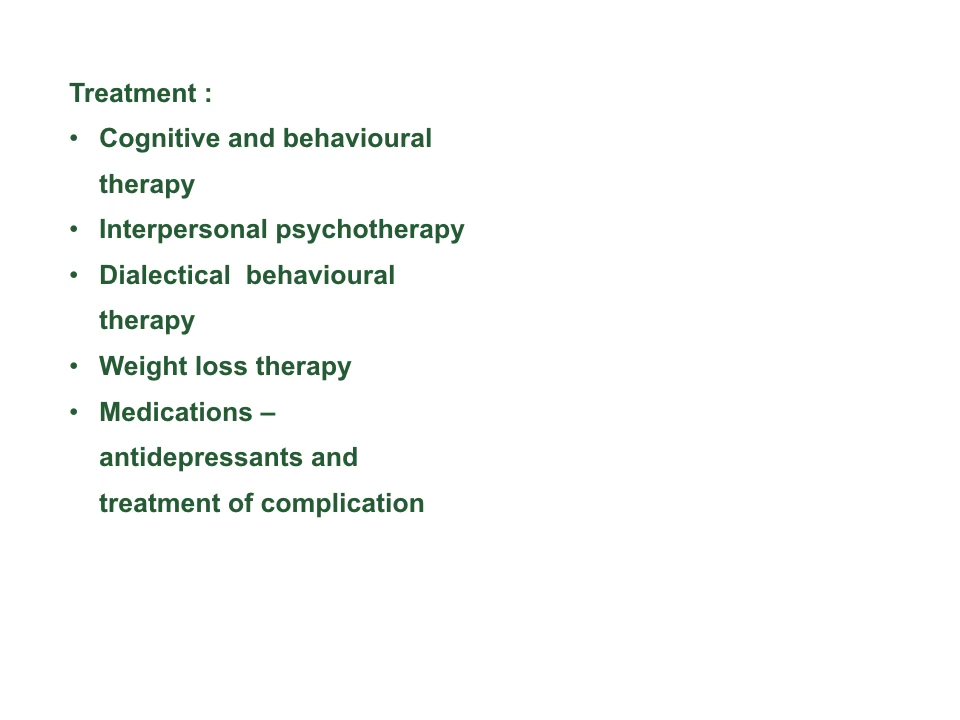 Treatment :
• Cognitive and behavioural
therapy
• Interpersonal psychotherapy
• Dialectical  behavioural
therapy
• Weight loss therapy
• Medications –
antidepressants and
treatment of complication